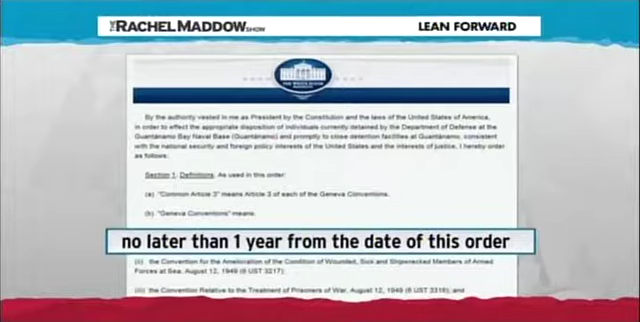 THE RACHEL MADDOW SHOW
LEAN FORWARD
THE WHITE HOUSE
By the authority vested in me as President by the Constitution and the laws of the United States of America,
in order to effect the appropriate disposition of individuals currently detained by the Department of Defense at the
Guantánamo Bay Naval Base (Guantánamo) and promptly to close detention facilities at Guantánamo, consistent
with the national security and foreign policy interests of the United States and the interests of justice, I hereby order
as follows:
Section 1. Definitions. As used in this order:
(a) "Common Article 3" means Article 3 of each of the Geneva Conventions.
(b) "Geneva Conventions" means:
no later than 1 year from the date of this order
(ii) the Convention for the Amelioration of the Condition of Wounded, Sick and Shipwrecked Members of Armed
Forces at Sea, August 12, 1949 (6 UST 3217);
(iii) the Convention Relative to the Treatment of Prisoners of War, August 12, 1949 (6 UST 3316); and